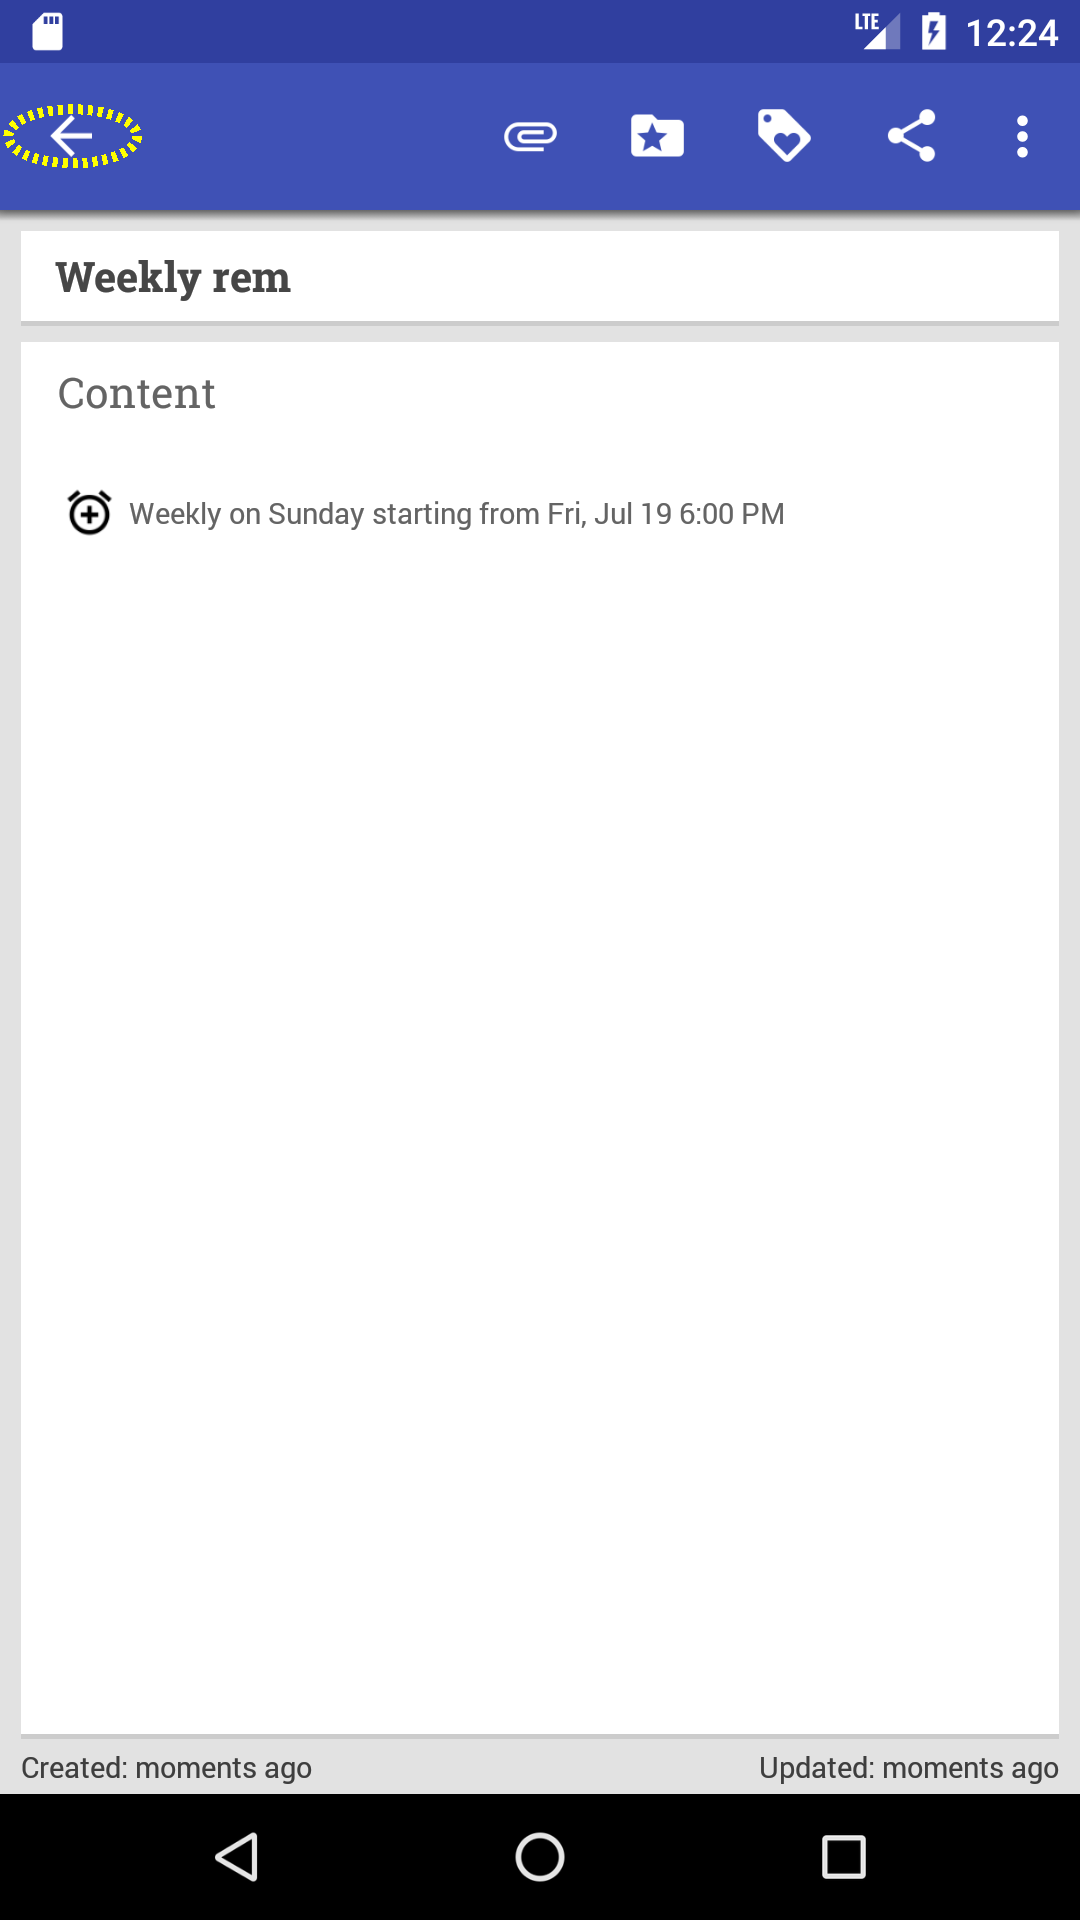 LTE 12:24
Weekly rem
Content
Weekly on Sunday starting from Fri, Jul 19 6:00 PM
Created: moments ago Updated: moments ago